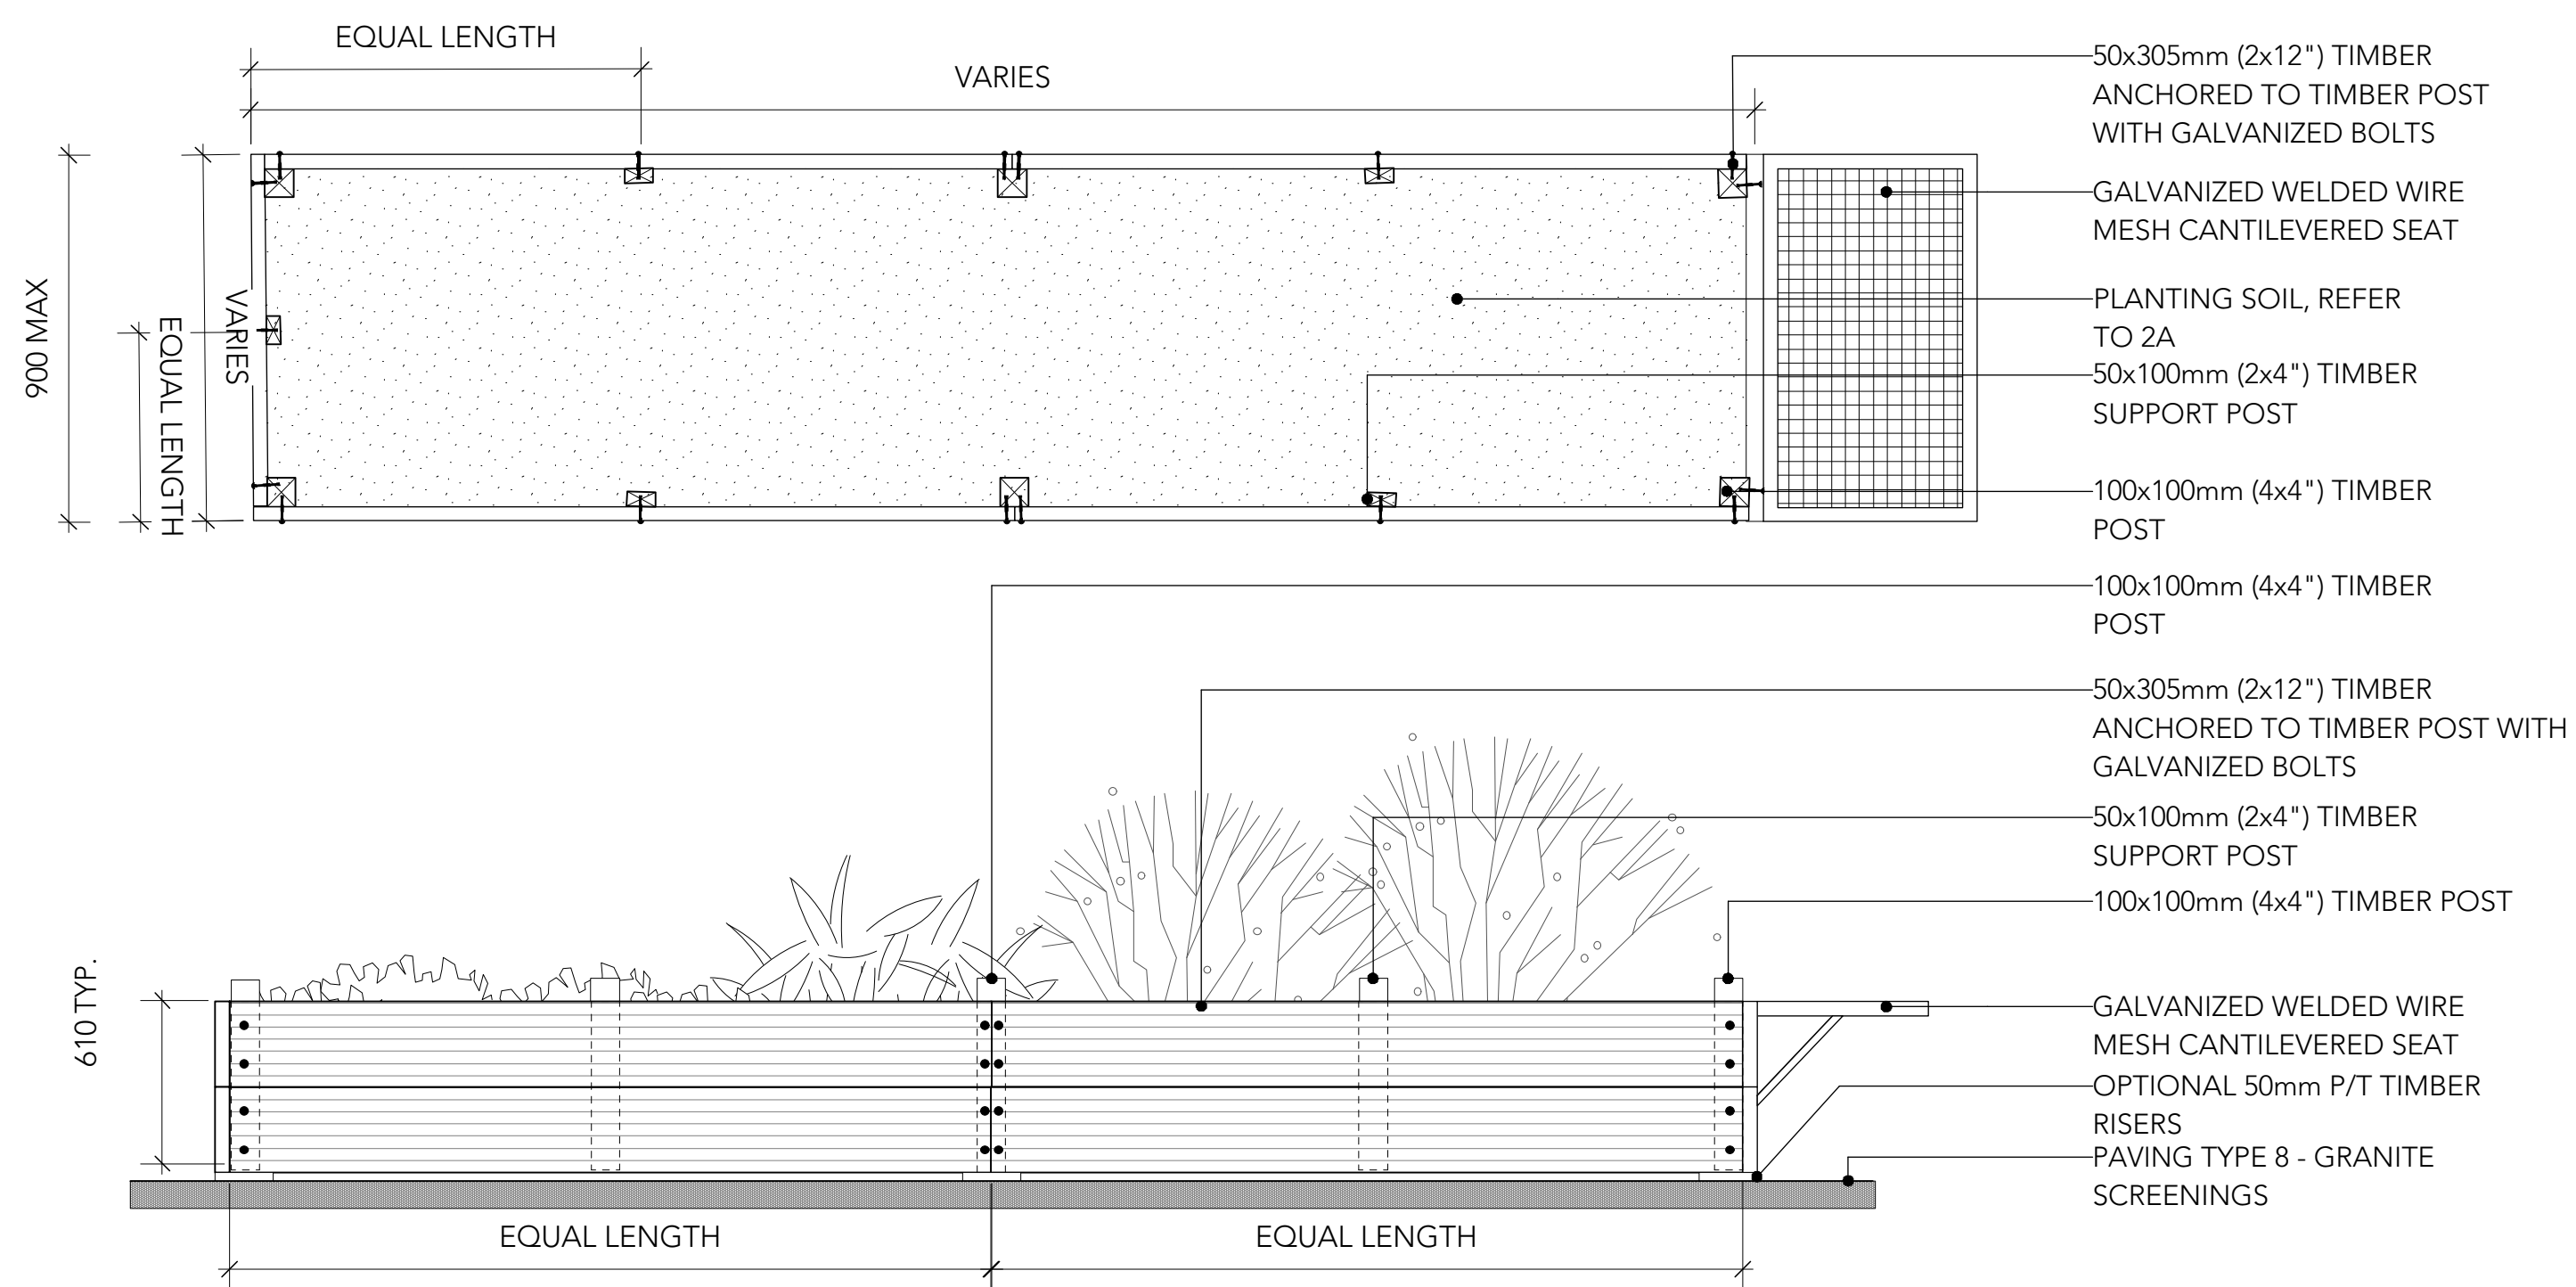 EQUAL LENGTH
VARIES
900 MAX
EQUAL LENGTH
VARIES
50x305mm (2x12") TIMBER
ANCHORED TO TIMBER POST
WITH GALVANIZED BOLTS
GALVANIZED WELDED WIRE
MESH CANTILEVERED SEAT
PLANTING SOIL, REFER
TO 2A
50x100mm (2x4") TIMBER
SUPPORT POST
100x100mm (4x4") TIMBER
POST
100x100mm (4x4") TIMBER
POST
50x305mm (2x12") TIMBER
ANCHORED TO TIMBER POST WITH
GALVANIZED BOLTS
50x100mm (2x4") TIMBER
SUPPORT POST
100x100mm (4x4") TIMBER POST
610 TYP.
GALVANIZED WELDED WIRE
MESH CANTILEVERED SEAT
OPTIONAL 50mm P/T TIMBER
RISERS
PAVING TYPE 8 - GRANITE
SCREENINGS
EQUAL LENGTH
EQUAL LENGTH